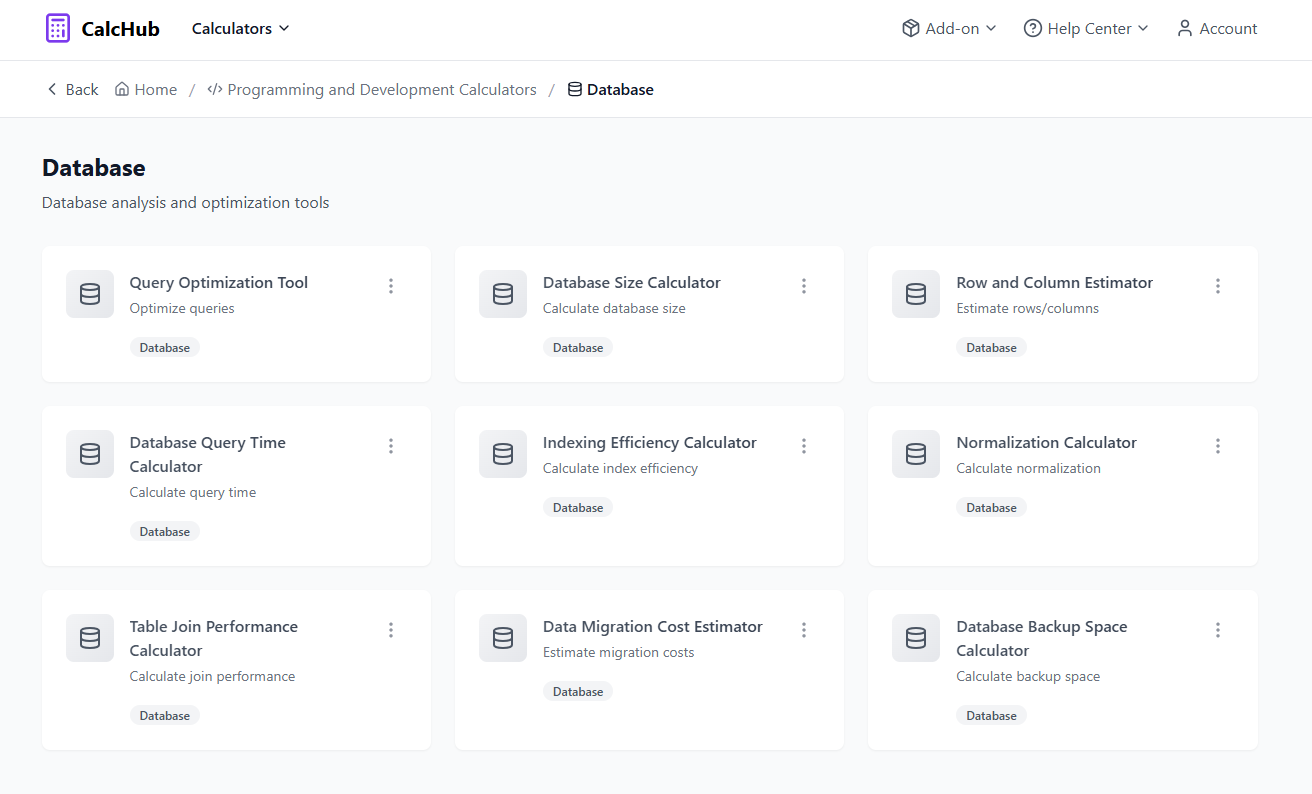 CalcHub
Calculators
Add-on
Help Center
Account
Back
Home
/
Programming and Development Calculators
/
Database
Database
Database analysis and optimization tools
Query Optimization Tool
Optimize queries
Database
Database Size Calculator
Calculate database size
Database
Row and Column Estimator
Estimate rows/columns
Database
Database Query Time
Calculator
Calculate query time
Database
Indexing Efficiency Calculator
Calculate index efficiency
Database
Normalization Calculator
Calculate normalization
Database
Table Join Performance
Calculator
Calculate join performance
Database
Data Migration Cost Estimator
Estimate migration costs
Database
Database Backup Space
Calculator
Calculate backup space
Database